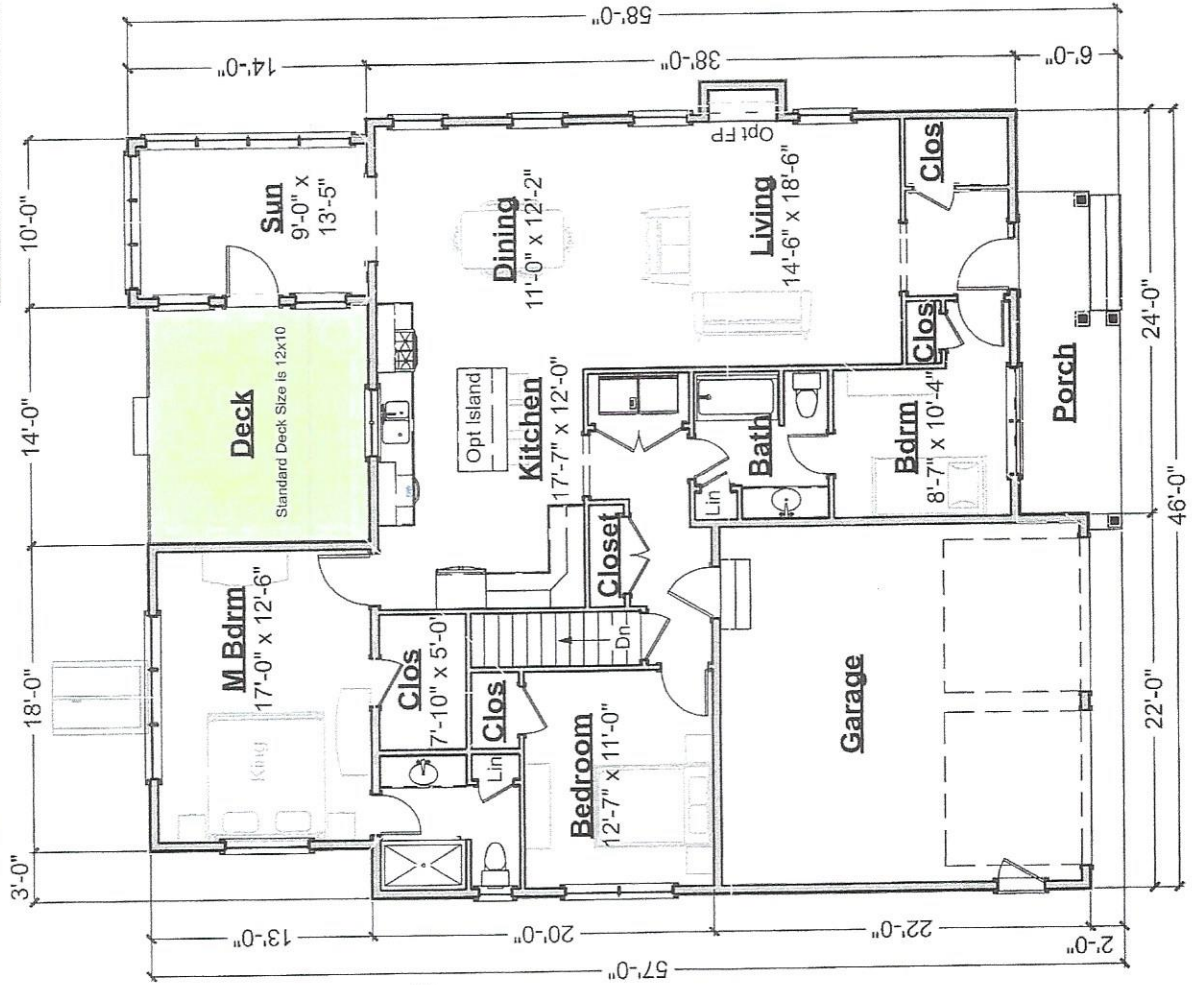 58'-0"
14'-0"
38'-0"
6'-0"
10'-0"
14'-0"
18'-0"
3'-0"
Sun
9'-0" x
13'-5"
Deck
Standard Deck Size is 12x10
Dining
11'-0" x 12'-2"
Opt FP
Living
14'-6" x 18'-6"
Clos
Clos
Opt Island
Kitchen
17'-7" x 12'-0"
Bath
Lin
Bdrm
8'-7" x 10'-4"
Porch
M.Bdrm
17'-0" x 12'-6"
King
Clos
7'-10" x 5'-0"
Closet
Dn
Clos
Lin
Bedroom
12'-7" x 11'-0"
Garage
24'-0"
22'-0"
46'-0"
13'-0"
20'-0"
22'-0"
2'-0"
57'-0"